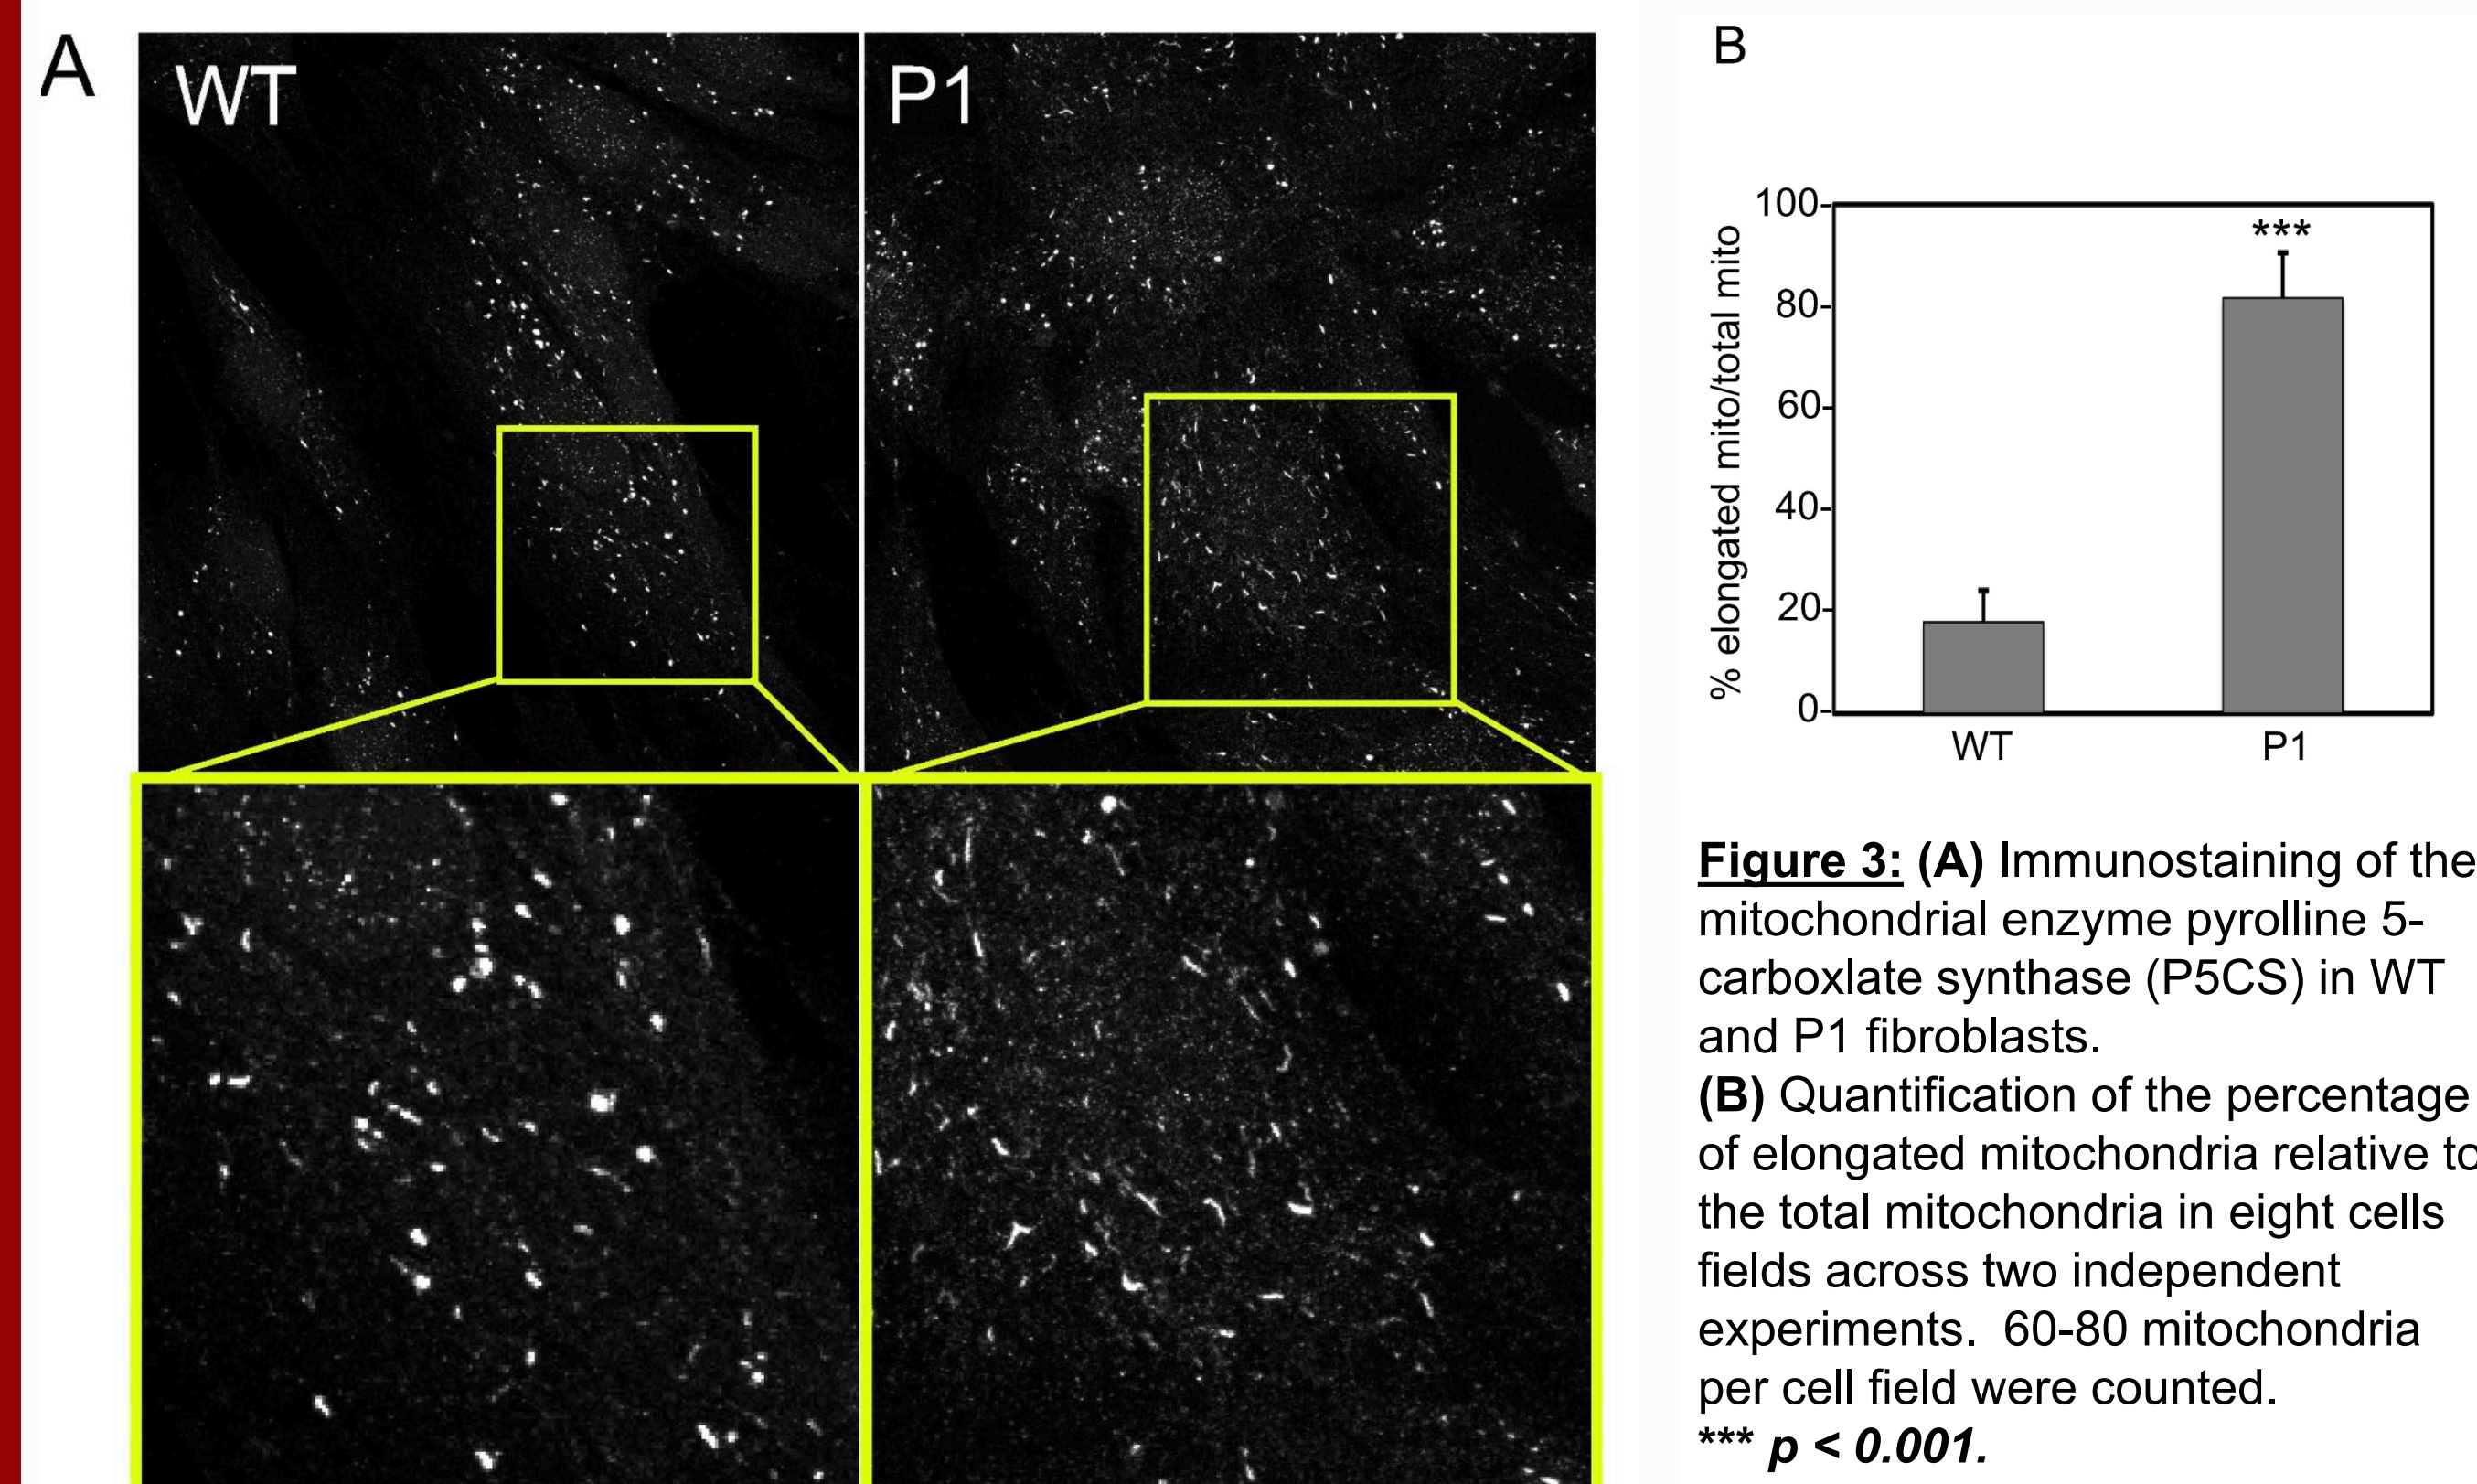 A
WT
P1
B
100
80
60
40
20
0
% elongated mito/total mito
***
WT
P1
Figure 3: (A) Immunostaining of the
mitochondrial enzyme pyrolline 5-
carboxlate synthase (P5CS) in WT
and P1 fibroblasts.
(B) Quantification of the percentage
of elongated mitochondria relative to
the total mitochondria in eight cells
fields across two independent
experiments. 60-80 mitochondria
per cell field were counted.
*** p < 0.001.